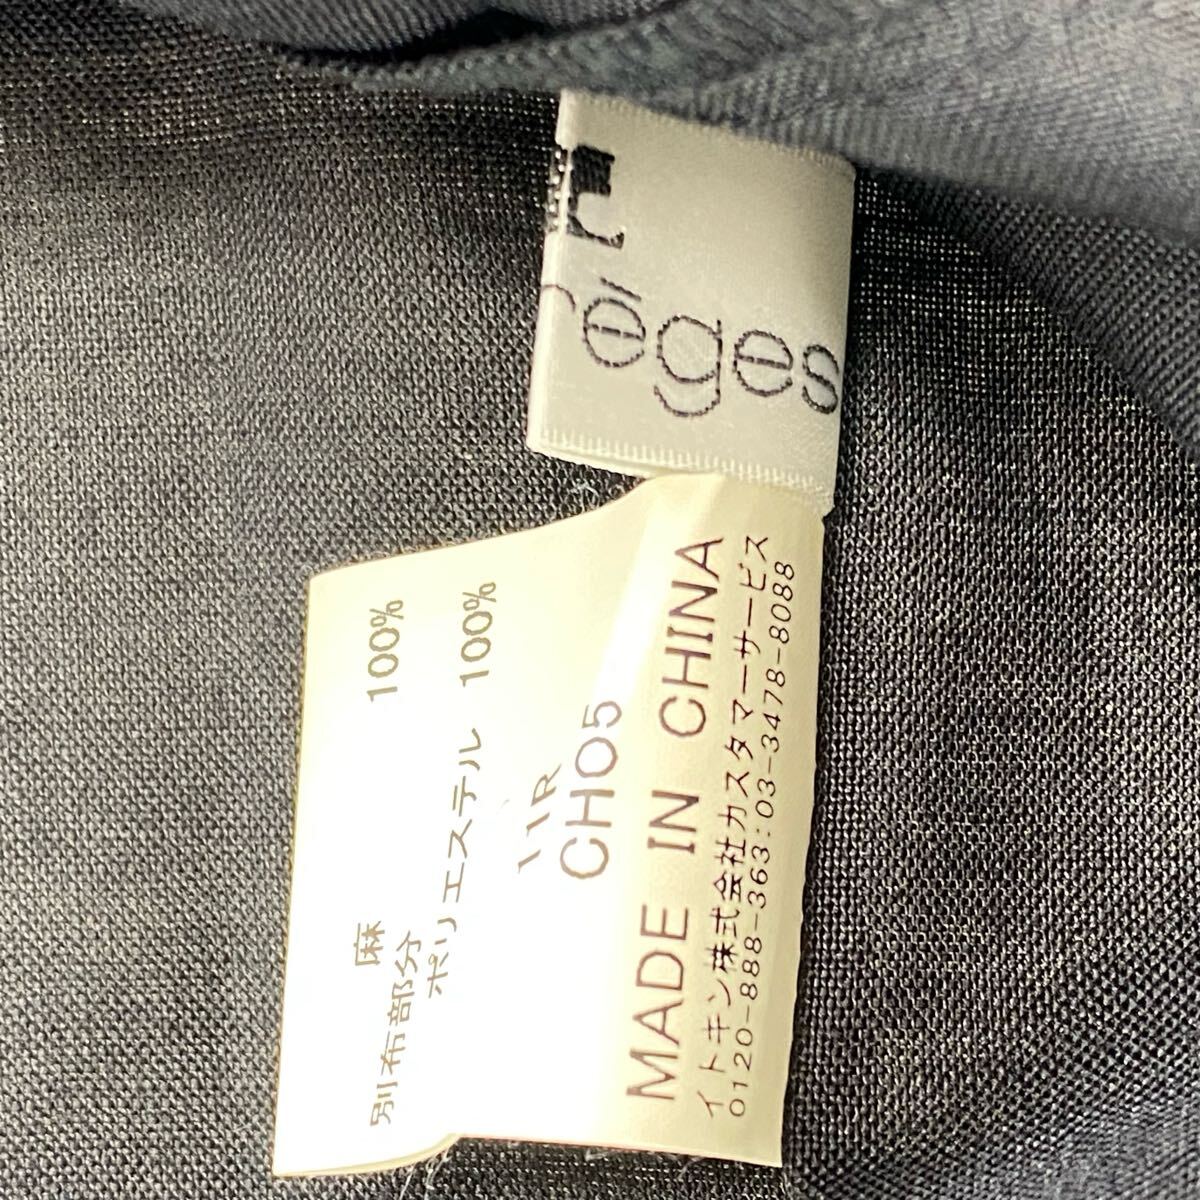 éges
麻 100%
別布部分
ポリエステル 100%
11R
CH05
MADE IN CHINA
イトキン株式会社カスタマーサービス
0120-888-363:03-3478-8088